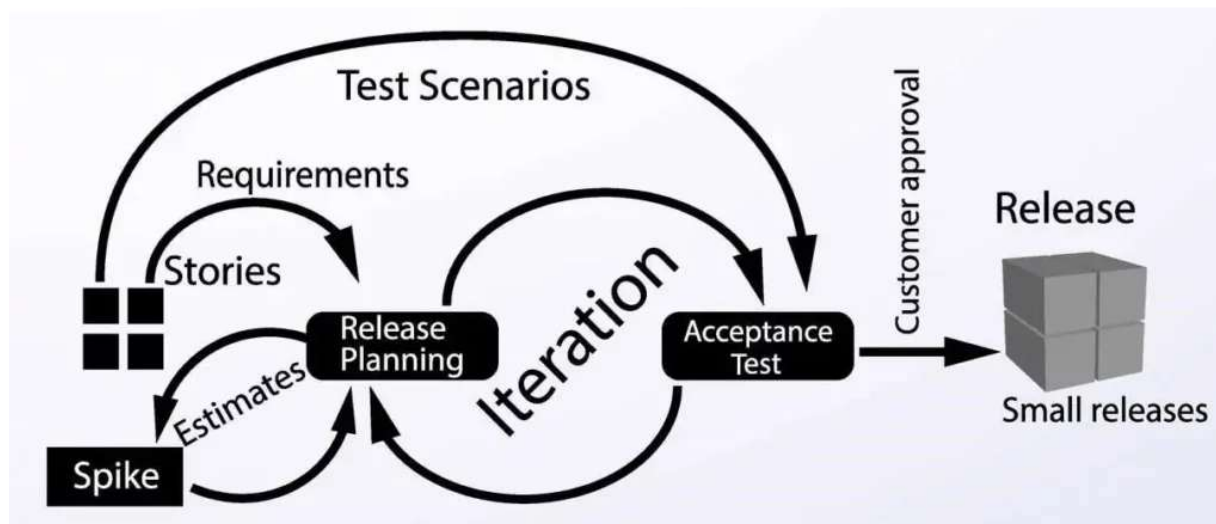 Test Scenarios
Requirements
Stories
Release
Planning
Estimates
Spike
Iteration
Acceptance
Test
Customer approval
Release
Small releases